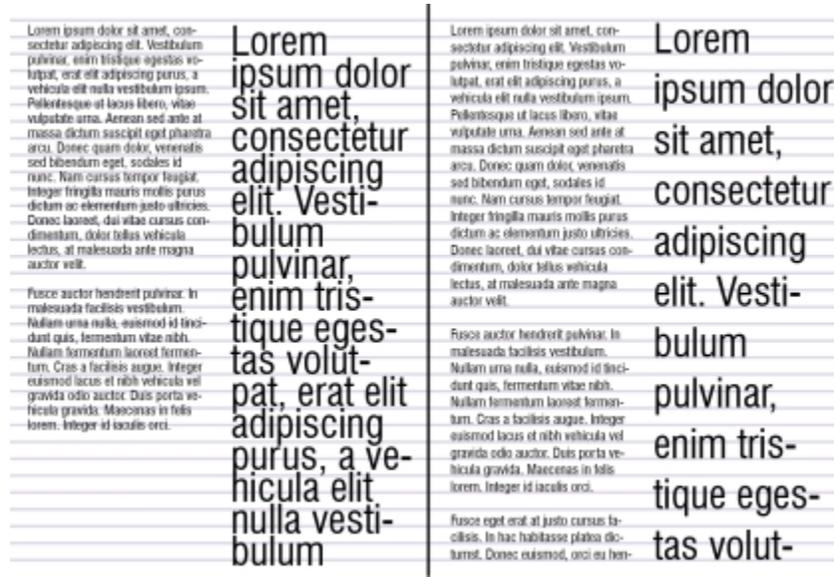 Lorem ipsum dolor sit amet, con-
sectetur adipiscing elit. Vestibulum
pulvinar, enim tristique egestas vo-
lutpat, erat elit adipiscing purus, a
vehicula elit nulla vestibulum ipsum.
Pellentesque ut lacus libero, vitae
vulputate urna. Aenean sed ante at
massa dictum suscipit eget pharetra
arcu. Donec quam dolor, venenatis
sed bibendum eget, sodales id
nunc. Nam cursus tempor feugiat.
Integer fringilla mauris mollis purus
dictum ac elementum justo ultricies.
Donec laoreet, dui vitae cursus con-
dimentum, dolor tellus vehicula
lectus, at malesuada ante magna
auctor velit.
Fusce auctor hendrerit pulvinar. In
malesuada facilisis vestibulum.
Nullam urna nulla, euismod id tinci-
dunt quis, fermentum vitae nibh.
Nullam fermentum laoreet fermen-
tum. Cras a facilisis augue. Integer
euismod lacus et nibh vehicula vel
gravida odio auctor. Duis porta ve-
hicula gravida. Maecenas in felis
lorem. Integer id iaculis orci.
Lorem
ipsum dolor
sit amet,
consectetur
adipiscing
elit. Vesti-
bulum
pulvinar,
enim tris-
tique eges-
tas volut-
pat, erat elit
adipiscing
purus, a ve-
hicula elit
nulla vesti-
bulum
Lorem ipsum dolor sit amet, con-
sectetur adipiscing elit. Vestibulum
pulvinar, enim tristique egestas vo-
lutpat, erat elit adipiscing purus, a
vehicula elit nulla vestibulum ipsum.
Pellentesque ut lacus libero, vitae
vulputate urna. Aenean sed ante at
massa dictum suscipit eget pharetra
arcu. Donec quam dolor, venenatis
sed bibendum eget, sodales id
nunc. Nam cursus tempor feugiat.
Integer fringilla mauris mollis purus
dictum ac elementum justo ultricies.
Donec laoreet, dui vitae cursus con-
dimentum, dolor tellus vehicula
lectus, at malesuada ante magna
auctor velit.
Fusce auctor hendrerit pulvinar. In
malesuada facilisis vestibulum.
Nullam urna nulla, euismod id tinci-
dunt quis, fermentum vitae nibh.
Nullam fermentum laoreet fermen-
tum. Cras a facilisis augue. Integer
euismod lacus et nibh vehicula vel
gravida odio auctor. Duis porta ve-
hicula gravida. Maecenas in felis
lorem. Integer id iaculis orci.
Fusce eget erat at justo cursus fa-
cilisis. In hac habitasse platea dic-
tumst. Donec euismod, orci eu hen-
Lorem
ipsum dolor
sit amet,
consectetur
adipiscing
elit. Vesti-
bulum
pulvinar,
enim tris-
tique eges-
tas volut-